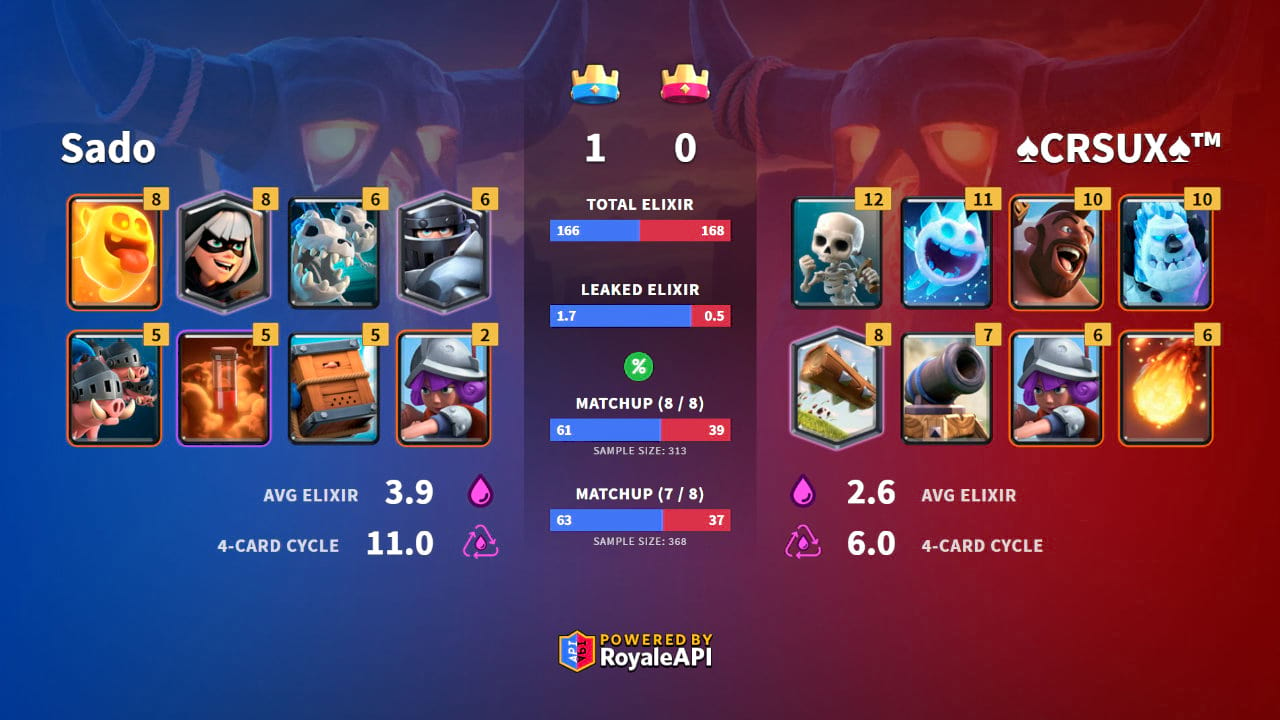 1 0
Sado
♠CRSUX♠™
8 8 6 6
5 5 5 2
12 11 10 10
8 7 6 6
TOTAL ELIXIR
166 168
LEAKED ELIXIR
1.7 0.5
%
MATCHUP (8 / 8)
61 39
SAMPLE SIZE: 313
MATCHUP (7 / 8)
63 37
SAMPLE SIZE: 368
AVG ELIXIR 3.9
4-CARD CYCLE 11.0
2.6 AVG ELIXIR
6.0 4-CARD CYCLE
POWERED BY
RoyaleAPI